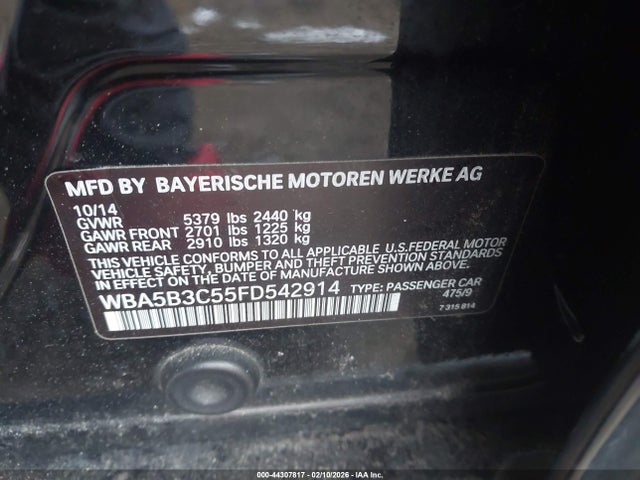 MFD BY BAYERISCHE MOTOREN WERKE AG
10/14
GVWR 5379 lbs 2440 kg
GAWR FRONT 2701 lbs 1225 kg
GAWR REAR 2910 lbs 1320 kg
THIS VEHICLE CONFORMS TO ALL APPLICABLE U.S.FEDERAL MOTOR
VEHICLE SAFETY, BUMPER, AND THEFT PREVENTION STANDARDS
IN EFFECT ON THE DATE OF MANUFACTURE SHOWN ABOVE.
WBA5B3C55FD542914 TYPE: PASSENGER CAR
475/9
7 315 814
000-44307817 - 02/10/2026 - IAA Inc.